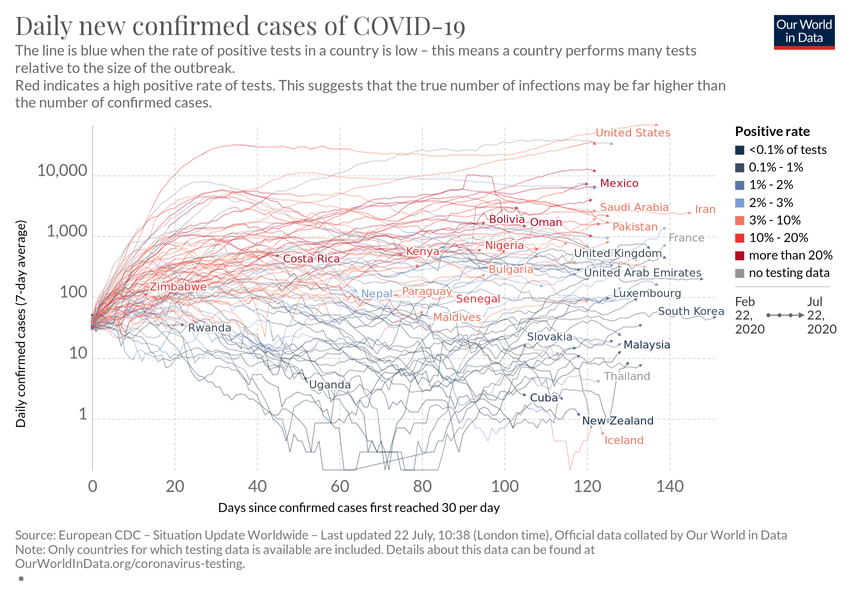 Daily new confirmed cases of COVID-19
Our World
in Data
The line is blue when the rate of positive tests in a country is low – this means a country performs many tests
relative to the size of the outbreak.
Red indicates a high positive rate of tests. This suggests that the true number of infections may be far higher than
the number of confirmed cases.
Daily confirmed cases (7-day average)
10,000
1,000
100
10
1
United States
Mexico
Saudi Arabia
Iran
Bolivia
Oman
Pakistan
France
Kenya
Nigeria
United Kingdom
Costa Rica
Bulgaria
United Arab Emirates
Zimbabwe
Nepal
Paraguay
Senegal
Luxembourg
Maldives
South Korea
Rwanda
Slovakia
Malaysia
Uganda
Thailand
Cuba
New Zealand
Iceland
0
20
40
60
80
100
120
140
Days since confirmed cases first reached 30 per day
Positive rate
<0.1% of tests
0.1% - 1%
1% - 2%
2% - 3%
3% - 10%
10% - 20%
more than 20%
no testing data
Feb
22,
2020
Jul
22,
2020
Source: European CDC – Situation Update Worldwide – Last updated 22 July, 10:38 (London time), Official data collated by Our World in Data
Note: Only countries for which testing data is available are included. Details about this data can be found at
OurWorldInData.org/coronavirus-testing.